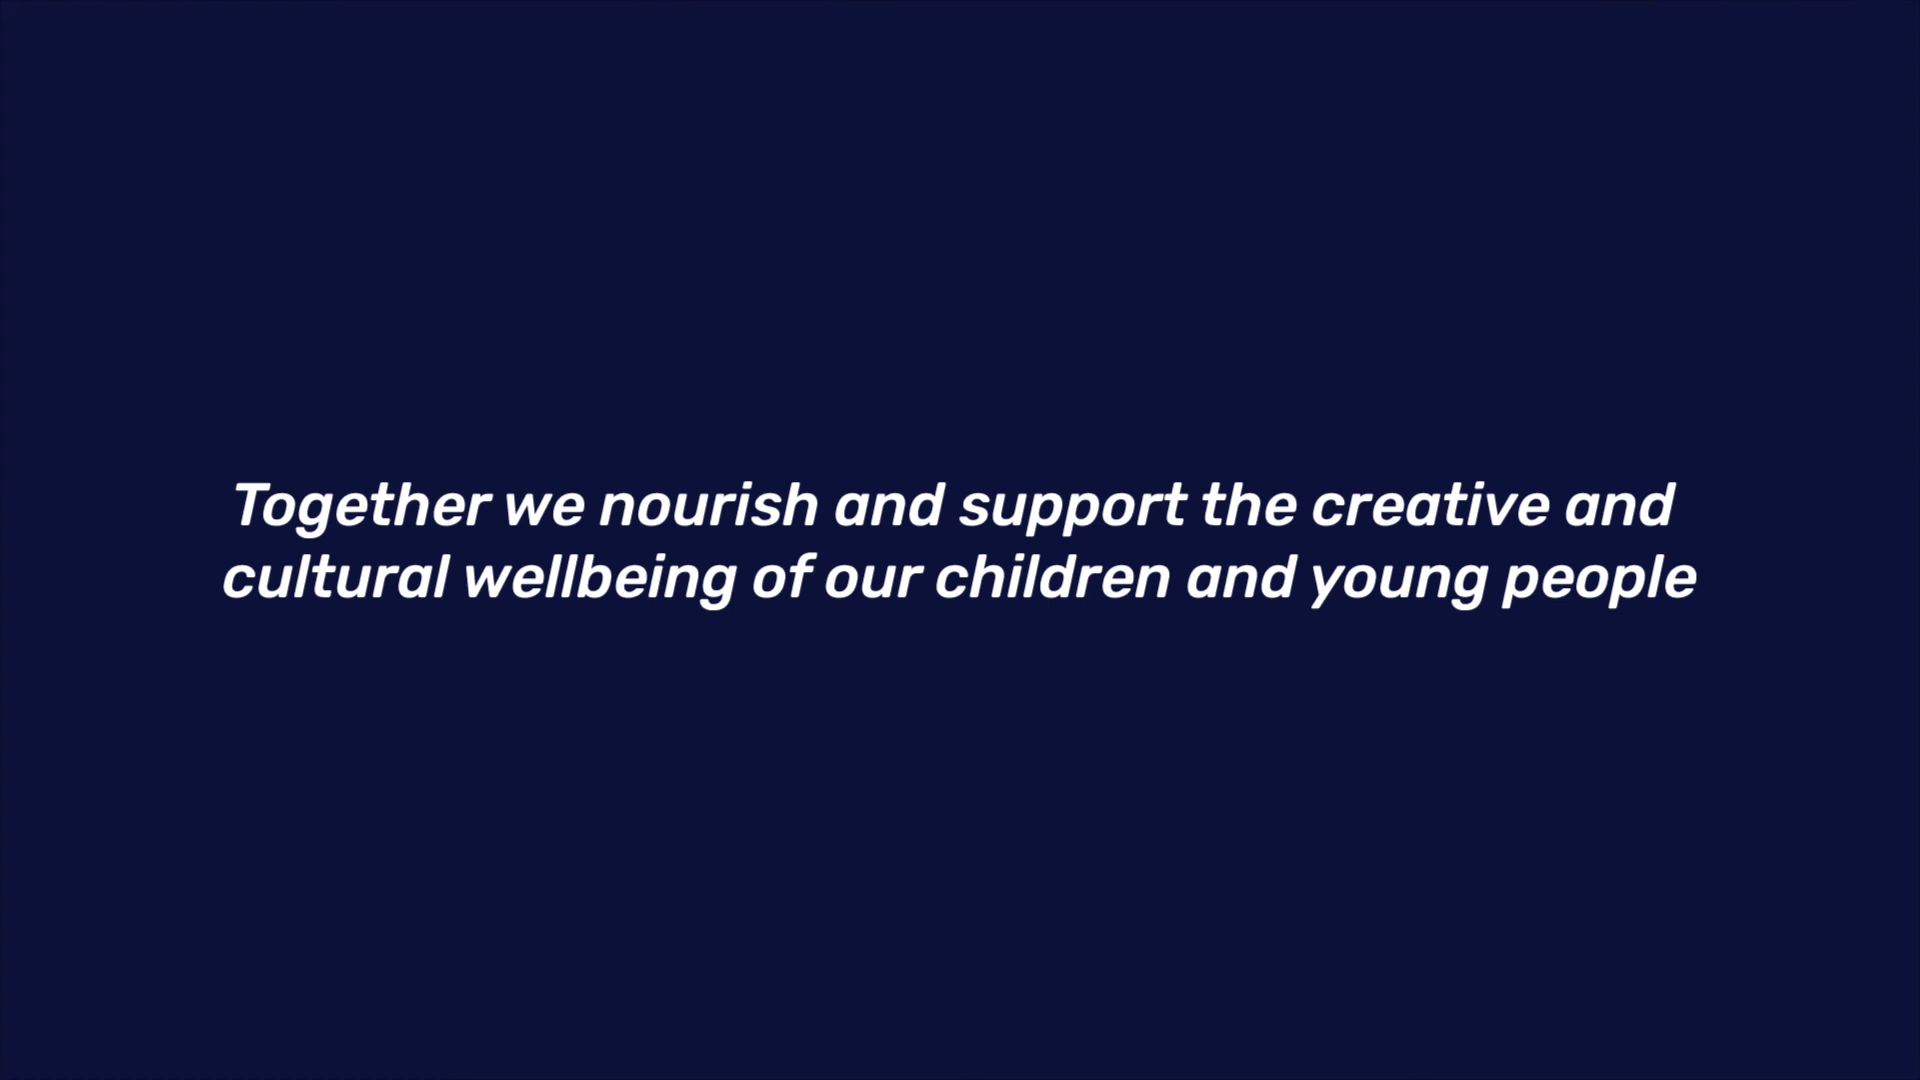 Together we nourish and support the creative and
cultural wellbeing of our children and young people